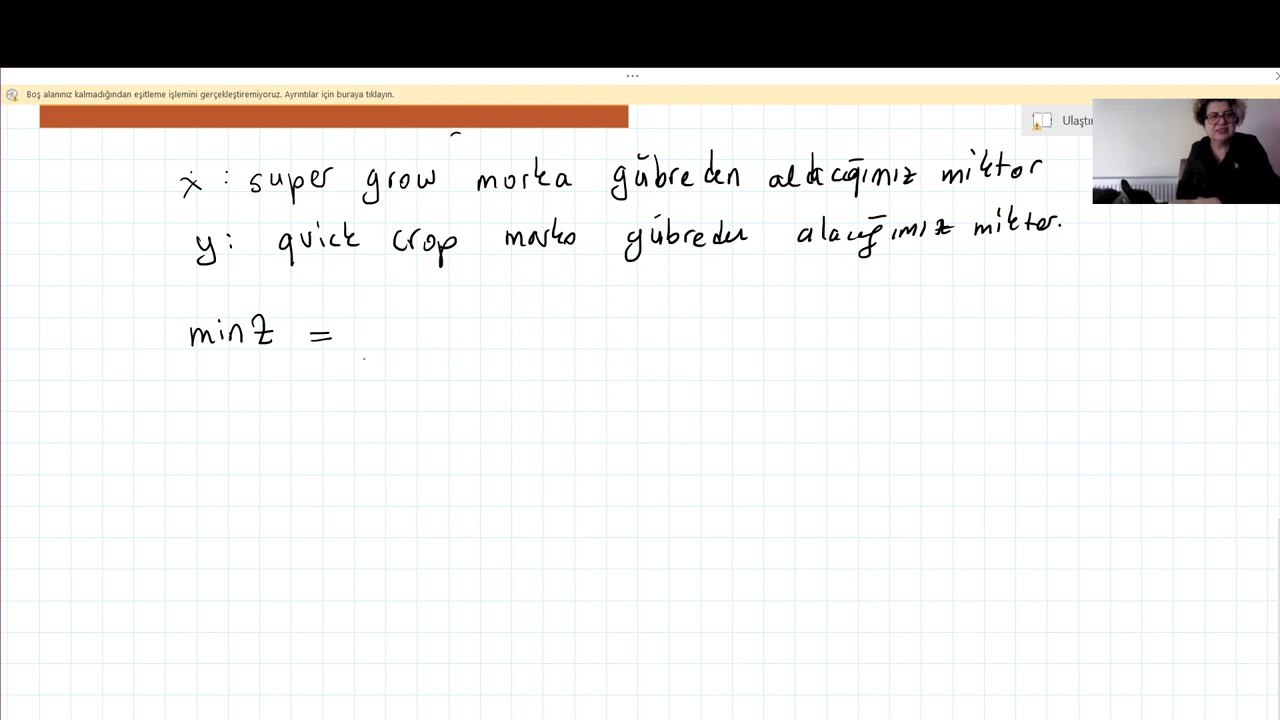 Boş alanınız kalmadığından eşitleme işlemini gerçekleştiremiyoruz. Ayrıntılar için buraya tıklayın.
Ulaştır
x : super grow marka gübreden alacağımız miktar
y : quick crop marka gübreden alacağımız miktar.
min Z =